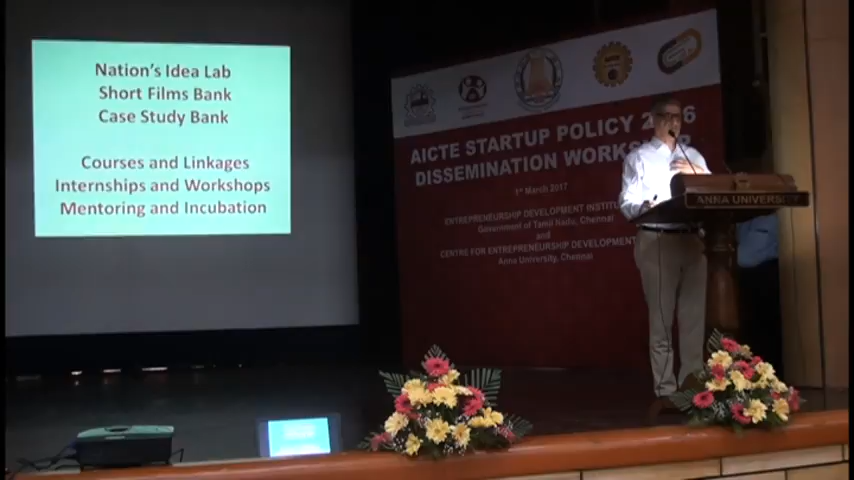 Nation's Idea Lab
Short Films Bank
Case Study Bank
Courses and Linkages
Internships and Workshops
Mentoring and Incubation
AICTE STARTUP POLICY
DISSEMINATION
1st March 2017
ENTREPRENEURSHIP DEVELOPMENT
Government of Tamil Nadu, Chennai
and
CENTRE FOR ENTREPRENEURSHIP DEVELOPMENT
Anna University, Chennai
ANNA UNIVERSITY